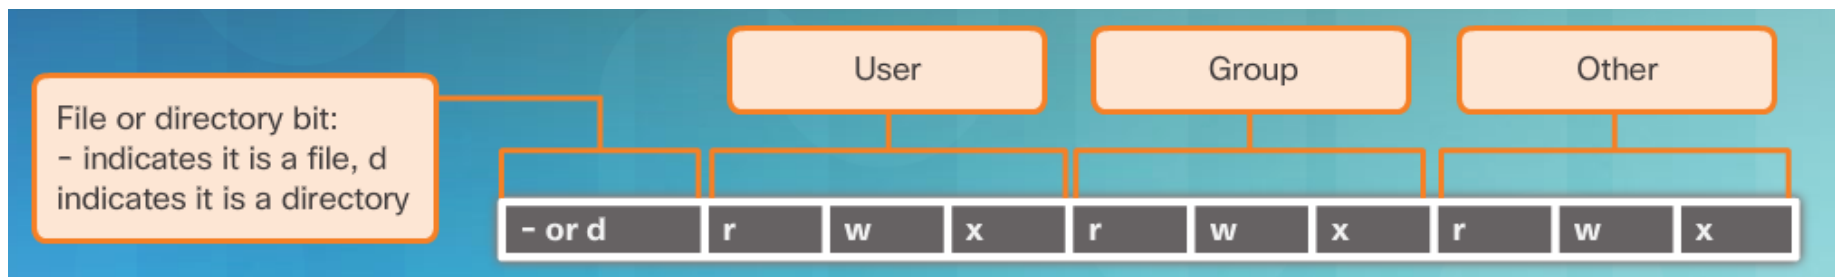 User
Group
Other
File or directory bit:
- indicates it is a file, d
indicates it is a directory
- or d r w x r w x r w x